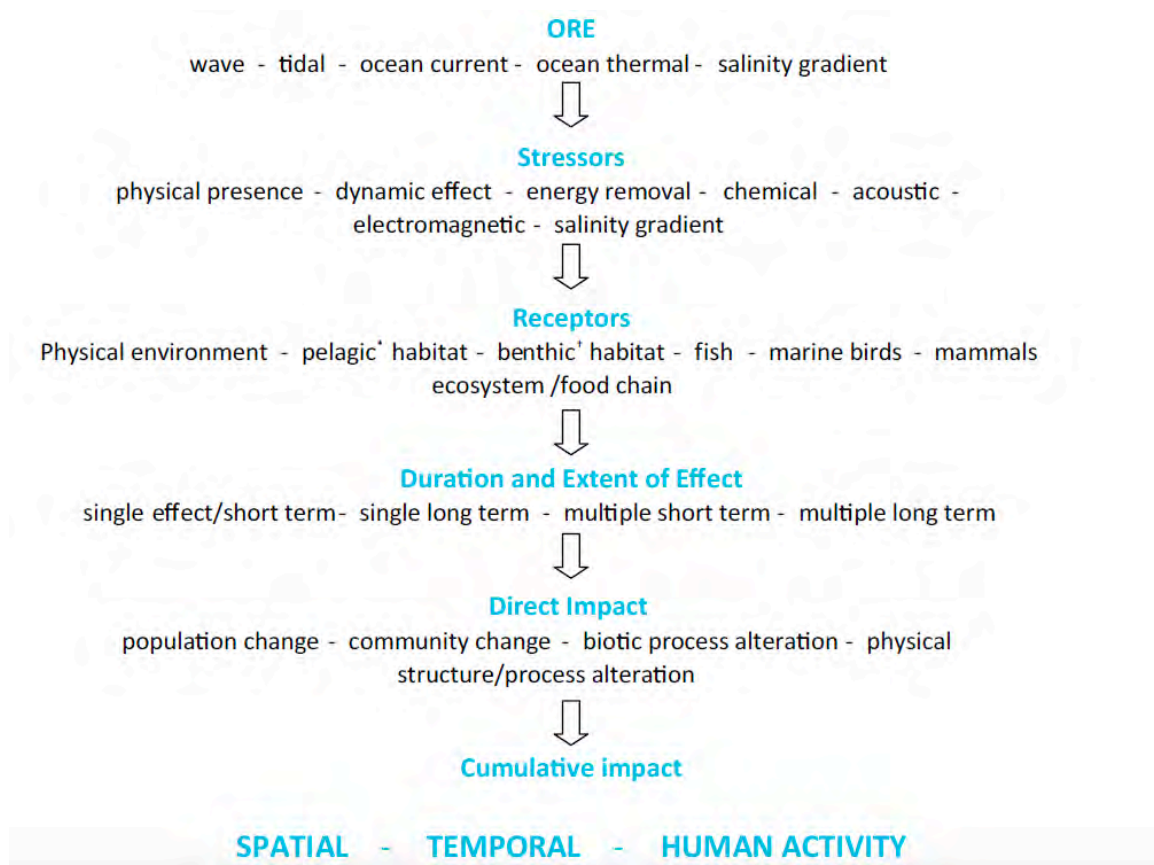 ORE
wave - tidal - ocean current - ocean thermal - salinity gradient
Stressors
physical presence - dynamic effect - energy removal - chemical - acoustic -
electromagnetic - salinity gradient
Receptors
Physical environment - pelagic* habitat - benthic† habitat - fish - marine birds - mammals
ecosystem /food chain
Duration and Extent of Effect
single effect/short term- single long term - multiple short term - multiple long term
Direct Impact
population change - community change - biotic process alteration - physical
structure/process alteration
Cumulative impact
SPATIAL - TEMPORAL - HUMAN ACTIVITY